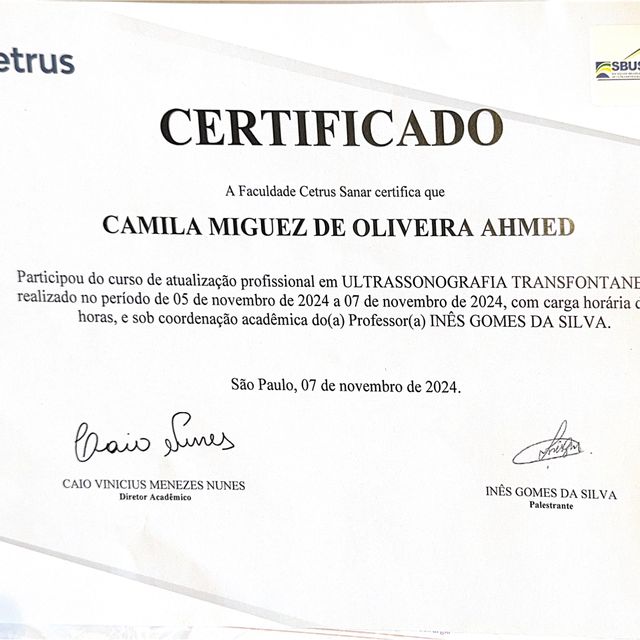 etrus
SBUS
CERTIFICADO
A Faculdade Cetrus Sanar certifica que
CAMILA MIGUEZ DE OLIVEIRA AHMED
Participou do curso de atualização profissional em ULTRASSONOGRAFIA TRANSFONTANE
realizado no período de 05 de novembro de 2024 a 07 de novembro de 2024, com carga horária d
horas, e sob coordenação acadêmica do(a) Professor(a) INÊS GOMES DA SILVA.
São Paulo, 07 de novembro de 2024.
Caio Nunes
CAIO VINICIUS MENEZES NUNES
Diretor Acadêmico
INÊS GOMES DA SILVA
Palestrante